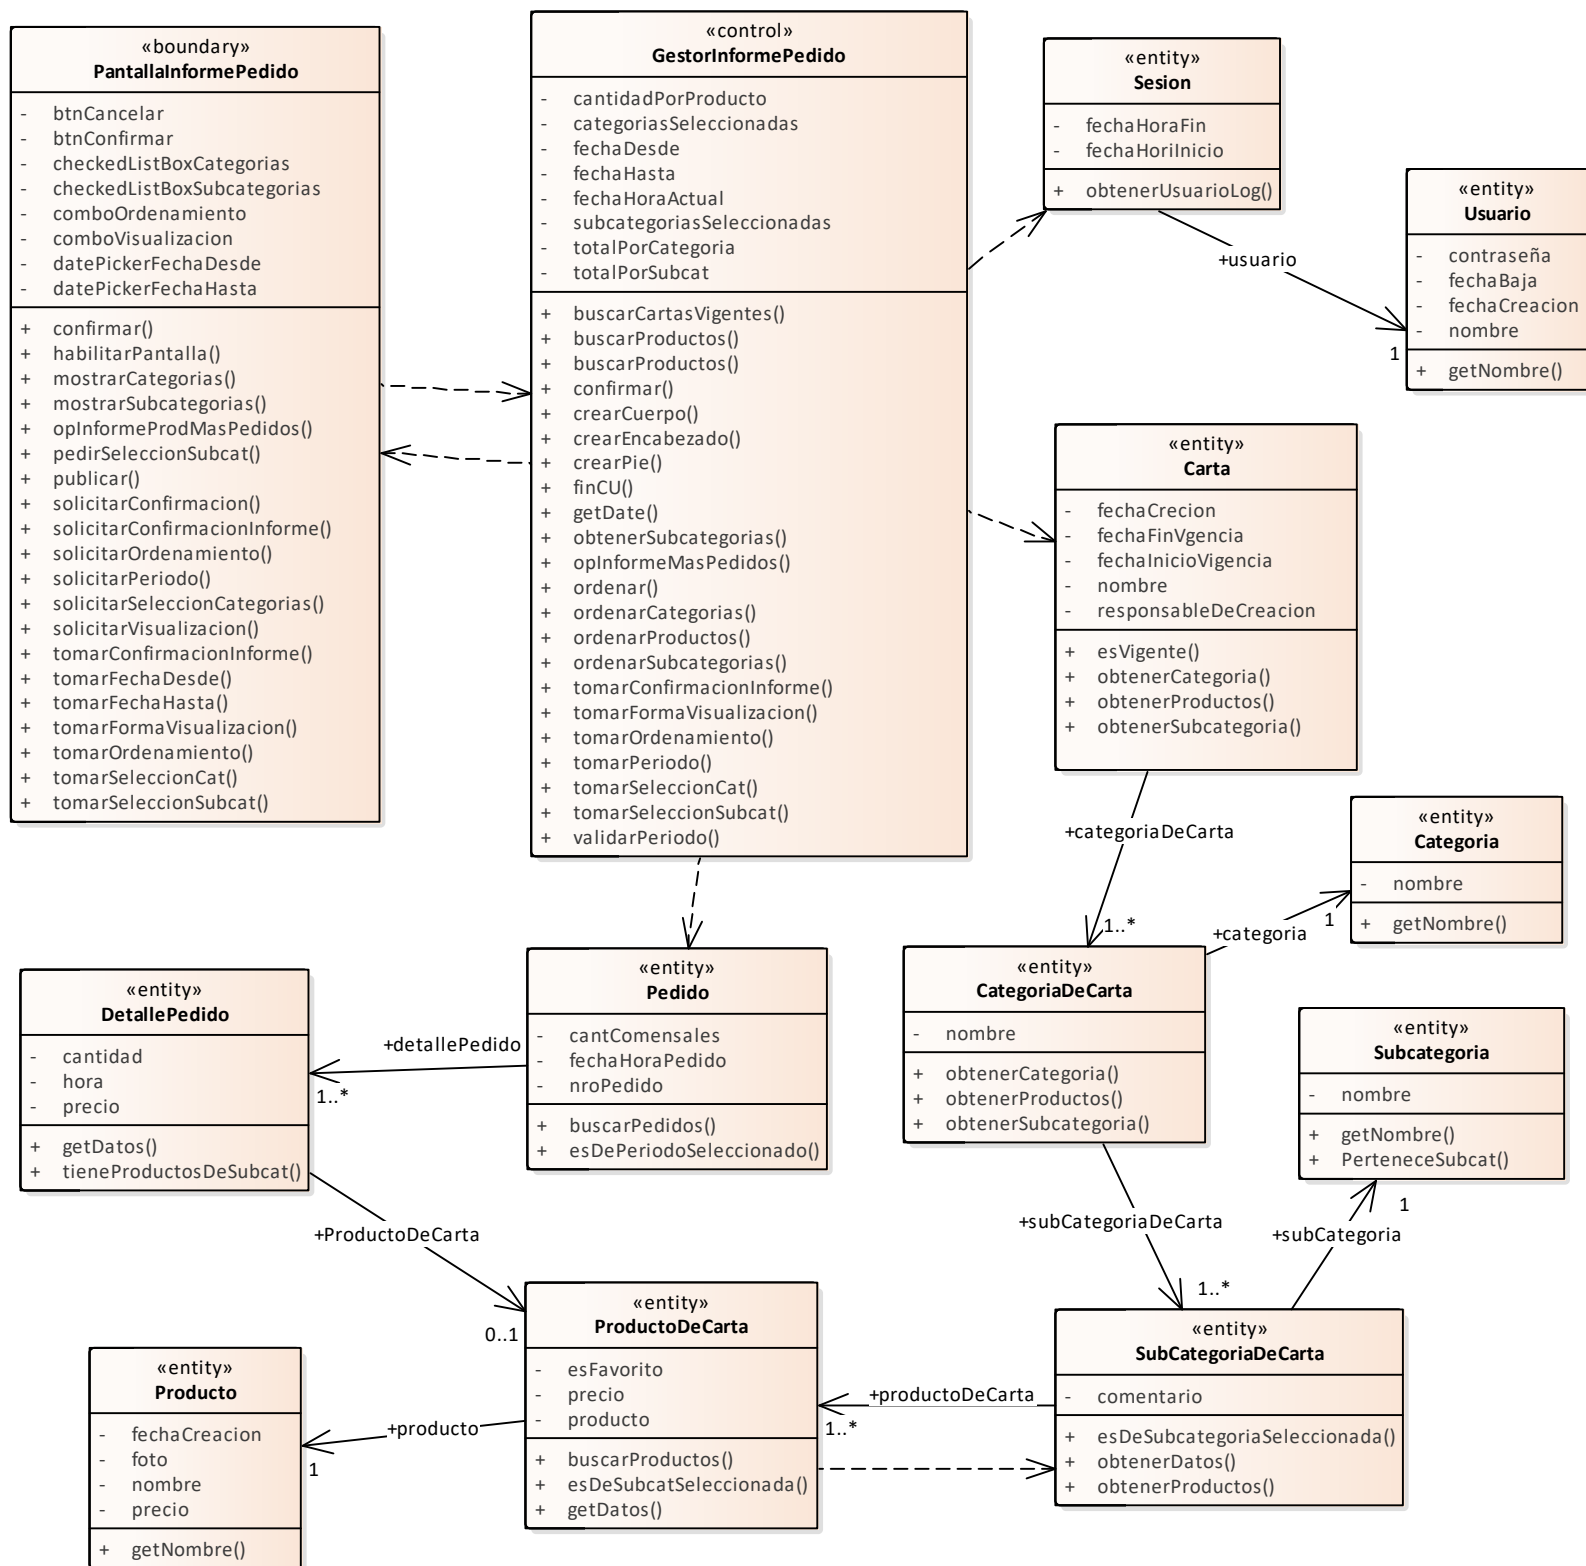 «boundary»
PantallaInformePedido
- btnCancelar
- btnConfirmar
- checkedListBoxCategorias
- checkedListBoxSubcategorias
- comboOrdenamiento
- comboVisualizacion
- datePickerFechaDesde
- datePickerFechaHasta
+ confirmar()
+ habilitarPantalla()
+ mostrarCategorias()
+ mostrarSubcategorias()
+ opInformeProdMasPedidos()
+ pedirSeleccionSubcat()
+ publicar()
+ solicitarConfirmacion()
+ solicitarConfirmacionInforme()
+ solicitarOrdenamiento()
+ solicitarPeriodo()
+ solicitarSeleccionCategorias()
+ solicitarVisualizacion()
+ tomarConfirmacionInforme()
+ tomarFechaDesde()
+ tomarFechaHasta()
+ tomarFormaVisualizacion()
+ tomarOrdenamiento()
+ tomarSeleccionCat()
+ tomarSeleccionSubcat()
«control»
GestorInformePedido
- cantidadPorProducto
- categoriasSeleccionadas
- fechaDesde
- fechaHasta
- fechaHoraActual
- subcategoriasSeleccionadas
- totalPorCategoria
- totalPorSubcat
+ buscarCartasVigentes()
+ buscarProductos()
+ buscarProductos()
+ confirmar()
+ crearCuerpo()
+ crearEncabezado()
+ crearPie()
+ finCU()
+ getDate()
+ obtenerSubcategorias()
+ opInformeMasPedidos()
+ ordenar()
+ ordenarCategorias()
+ ordenarProductos()
+ ordenarSubcategorias()
+ tomarConfirmacionInforme()
+ tomarFormaVisualizacion()
+ tomarOrdenamiento()
+ tomarPeriodo()
+ tomarSeleccionCat()
+ tomarSeleccionSubcat()
+ validarPeriodo()
«entity»
Sesion
- fechaHoraFin
- fechaHoriInicio
+ obtenerUsuarioLog()
+usuario
1
«entity»
Usuario
- contraseña
- fechaBaja
- fechaCreacion
- nombre
+ getNombre()
«entity»
Carta
- fechaCrecion
- fechaFinVgencia
- fechaInicioVigencia
- nombre
- responsableDeCreacion
+ esVigente()
+ obtenerCategoria()
+ obtenerProductos()
+ obtenerSubcategoria()
+categoriaDeCarta
1..*
«entity»
Categoria
- nombre
+ getNombre()
+categoria
1
«entity»
CategoriaDeCarta
- nombre
+ obtenerCategoria()
+ obtenerProductos()
+ obtenerSubcategoria()
«entity»
Pedido
- cantComensales
- fechaHoraPedido
- nroPedido
+ buscarPedidos()
+ esDePeriodoSeleccionado()
+detallePedido
1..*
«entity»
DetallePedido
- cantidad
- hora
- precio
+ getDatos()
+ tieneProductosDeSubcat()
+ProductoDeCarta
0..1
«entity»
Subcategoria
- nombre
+ getNombre()
+ PerteneceSubcat()
1
+subCategoria
+subCategoriaDeCarta
1..*
«entity»
ProductoDeCarta
- esFavorito
- precio
- producto
+ buscarProductos()
+ esDeSubcatSeleccionada()
+ getDatos()
+productoDeCarta
1..*
«entity»
SubCategoriaDeCarta
- comentario
+ esDeSubcategoriaSeleccionada()
+ obtenerDatos()
+ obtenerProductos()
+producto
1
«entity»
Producto
- fechaCreacion
- foto
- nombre
- precio
+ getNombre()